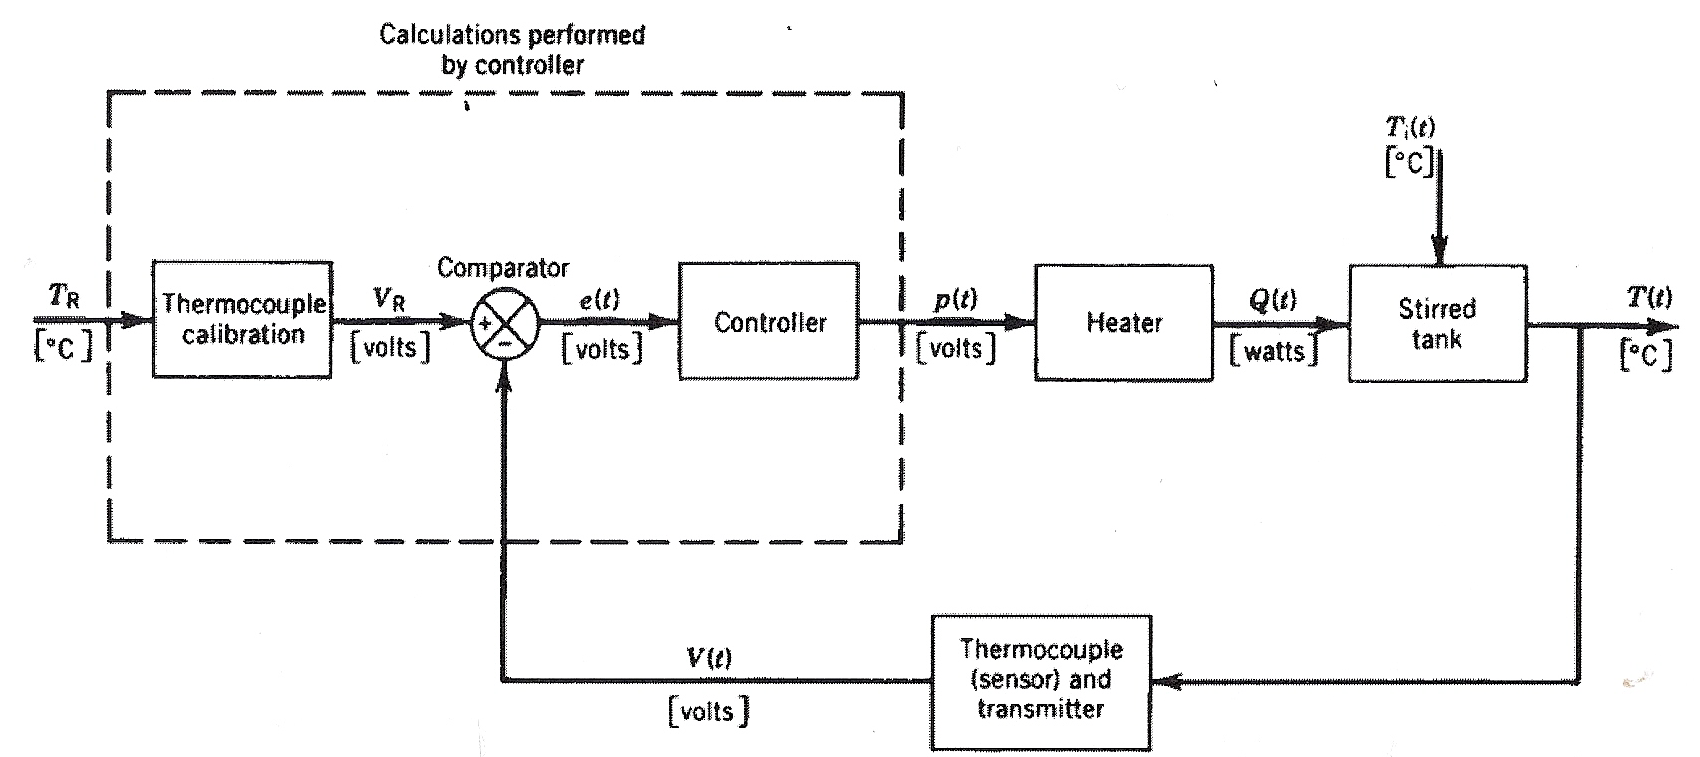 Calculations performed
by controller
T_i(t)
[°C]
T_R
[°C]
Thermocouple
calibration
V_R
[volts]
Comparator
+
-
e(t)
[volts]
Controller
p(t)
[volts]
Heater
Q(t)
[watts]
Stirred
tank
T(t)
[°C]
V(t)
[volts]
Thermocouple
(sensor) and
transmitter